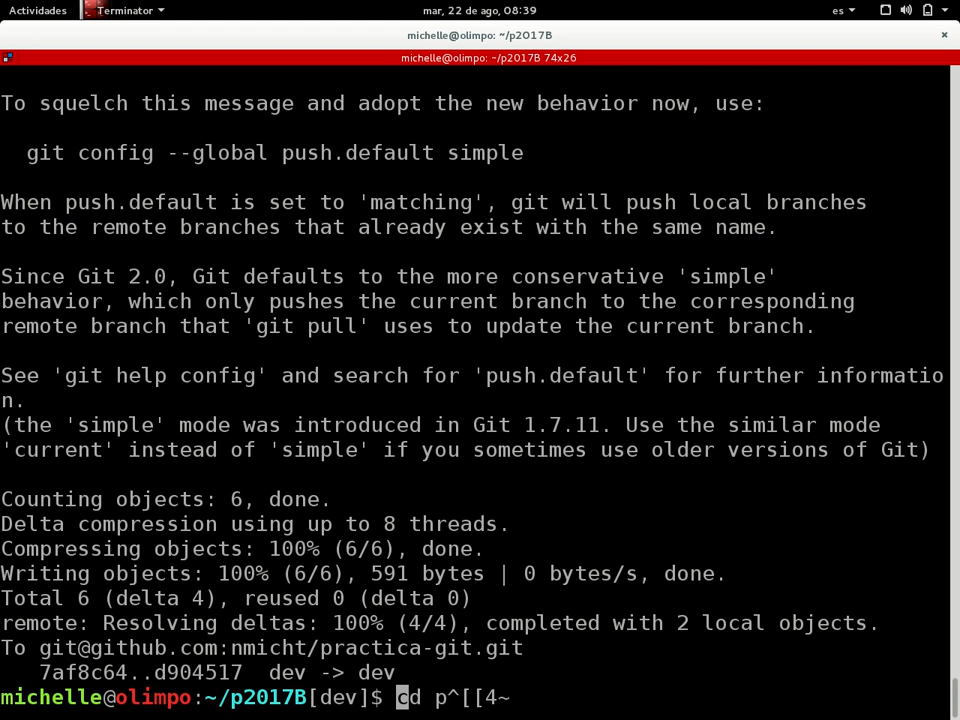 Actividades Terminator mar, 22 de ago, 08:39 es
michelle@olimpo: ~/p2017B
michelle@olimpo: ~/p2017B 74x26
To squelch this message and adopt the new behavior now, use:
git config --global push.default simple
When push.default is set to 'matching', git will push local branches
to the remote branches that already exist with the same name.
Since Git 2.0, Git defaults to the more conservative 'simple'
behavior, which only pushes the current branch to the corresponding
remote branch that 'git pull' uses to update the current branch.
See 'git help config' and search for 'push.default' for further informatio
n.
(the 'simple' mode was introduced in Git 1.7.11. Use the similar mode
'current' instead of 'simple' if you sometimes use older versions of Git)
Counting objects: 6, done.
Delta compression using up to 8 threads.
Compressing objects: 100% (6/6), done.
Writing objects: 100% (6/6), 591 bytes | 0 bytes/s, done.
Total 6 (delta 4), reused 0 (delta 0)
remote: Resolving deltas: 100% (4/4), completed with 2 local objects.
To git@github.com:nmicht/practica-git.git
7af8c64..d904517  dev -> dev
michelle@olimpo:~/p2017B[dev]$ cd p^[[4~